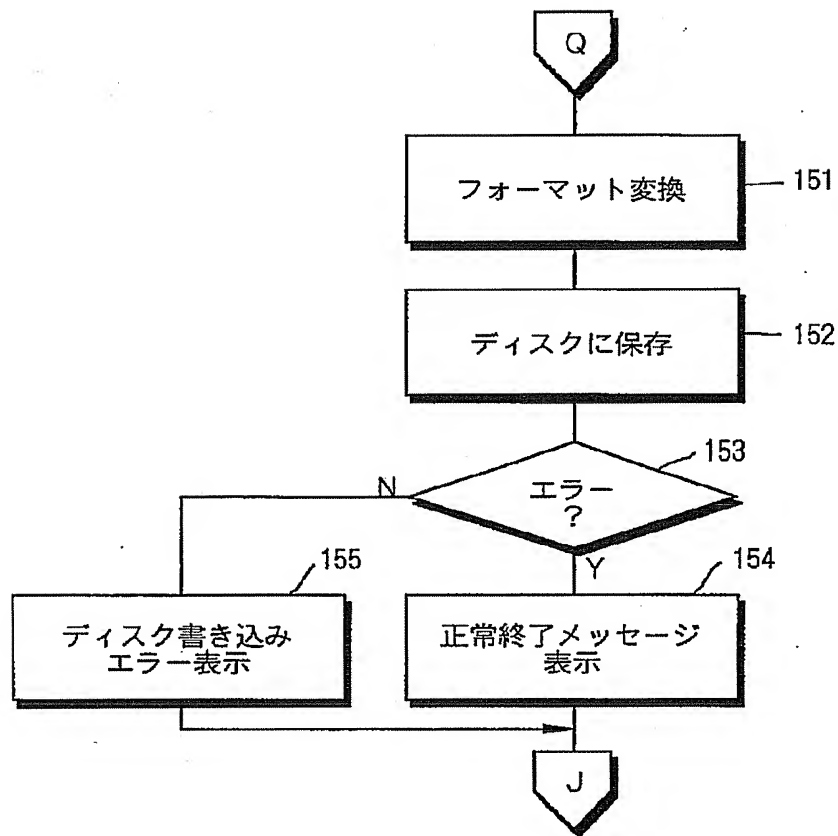 Q
フォーマット変換
151
ディスクに保存
152
153
エラー
?
N
Y
155
ディスク書き込み
エラー表示
154
正常終了メッセージ
表示
J